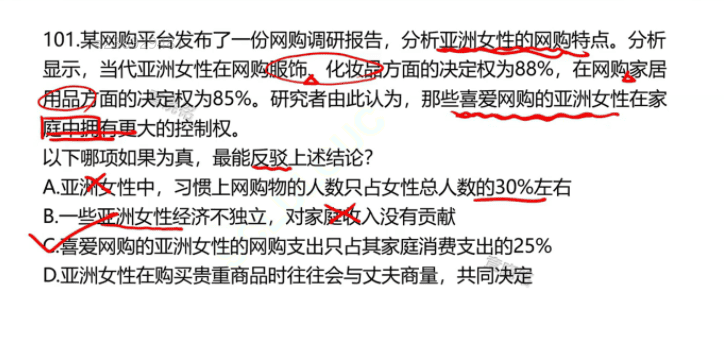 101.某网购平台发布了一份网购调研报告，分析亚洲女性的网购特点。分析
显示，当代亚洲女性在网购服饰、化妆品方面的决定权为88%，在网购家居
用品方面的决定权为85%。研究者由此认为，那些喜爱网购的亚洲女性在家
庭中拥有更大的控制权。
以下哪项如果为真，最能反驳上述结论？
A.亚洲女性中，习惯上网购物的人数只占女性总人数的30%左右
B.一些亚洲女性经济不独立，对家庭收入没有贡献
C.喜爱网购的亚洲女性的网购支出只占其家庭消费支出的25%
D.亚洲女性在购买贵重商品时往往会与丈夫商量，共同决定